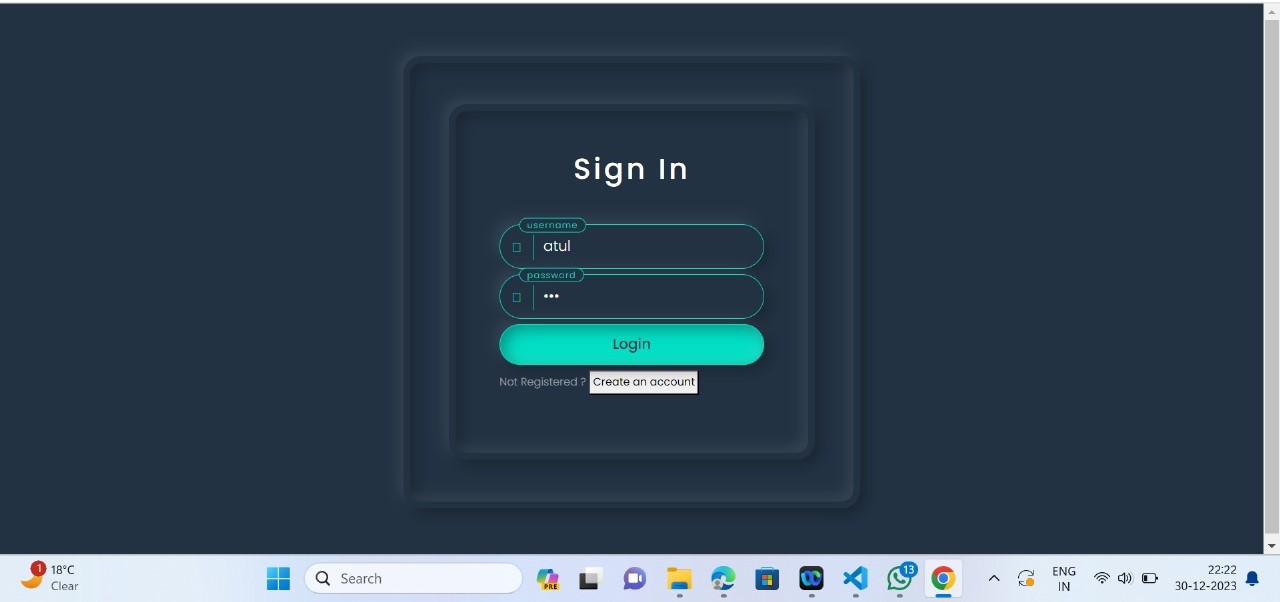 Sign In
username
atul
password
•••
Login
Not Registered ? Create an account
1
18°C
Clear
Search
PRE
13
ENG
IN
22:22
30-12-2023